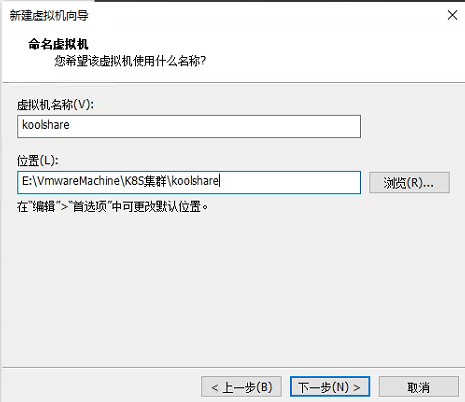 新建虚拟机向导
命名虚拟机
您希望该虚拟机使用什么名称?
虚拟机名称(V):
koolshare
位置(L):
E:\VmwareMachine\K8S集群\koolshare
浏览(R)...
在"编辑">"首选项"中可更改默认位置。
< 上一步(B) 下一步(N) > 取消